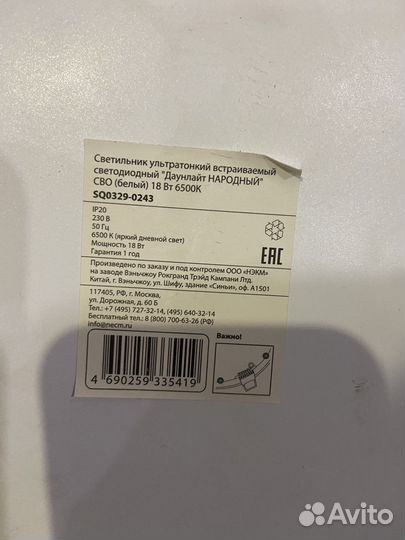 Светильник ультратонкий встраиваемый
светодиодный "Даунлайт НАРОДНЫЙ"
СВО (белый) 18 Вт 6500К
SQ0329-0243
IP20
230 В
50 Гц
6500 К (яркий дневной свет)
Мощность 18 Вт
Гарантия 1 год
EAC
Произведено по заказу и под контролем ООО «НЭКМ»
на заводе Вэньчжоу Рокгранд Трэйд Кампани Лтд.
Китай, г. Вэньчжоу, ул. Шифу, здание «Синьи», оф. А1501
117405, РФ, г. Москва,
ул. Дорожная, д. 60 Б
Тел.: +7 (495) 727-32-14, (495) 640-32-14
Бесплатный тел.: 8 (800) 700-63-26 (РФ)
info@necm.ru
Важно!
4 690259 335419
Avito